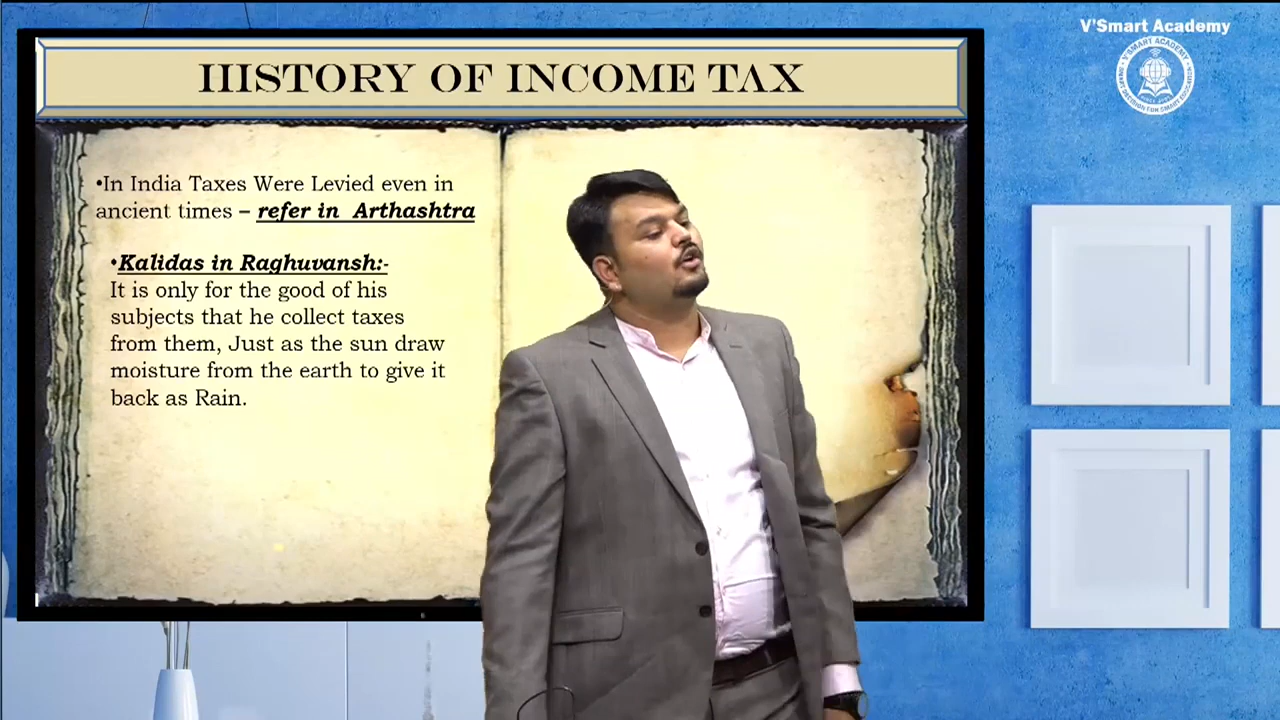 V'Smart Academy
HISTORY OF INCOME TAX
•In India Taxes Were Levied even in
ancient times – refer in Arthashtra
•Kalidas in Raghuvansh:-
It is only for the good of his
subjects that he collect taxes
from them, Just as the sun draw
moisture from the earth to give it
back as Rain.
V'SMART ACADEMY